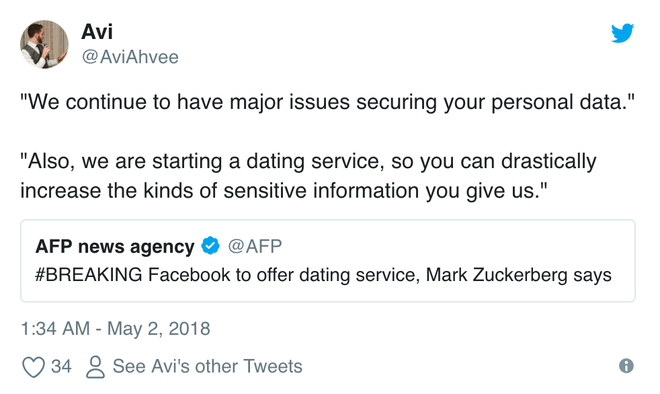 Avi
@AviAhvee
"We continue to have major issues securing your personal data."
"Also, we are starting a dating service, so you can drastically
increase the kinds of sensitive information you give us."
AFP news agency @AFP
#BREAKING Facebook to offer dating service, Mark Zuckerberg says
1:34 AM - May 2, 2018
34 See Avi's other Tweets